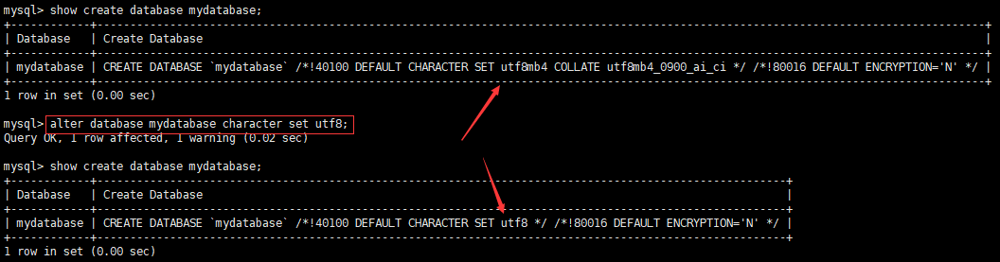 mysql> show create database mydatabase;
+------------+------------------------------------------------------------------------------------------------------------------------------------+
| Database   | Create Database                                                                                                                    |
+------------+------------------------------------------------------------------------------------------------------------------------------------+
| mydatabase | CREATE DATABASE `mydatabase` /*!40100 DEFAULT CHARACTER SET utf8mb4 COLLATE utf8mb4_0900_ai_ci */ /*!80016 DEFAULT ENCRYPTION='N' */ |
+------------+------------------------------------------------------------------------------------------------------------------------------------+
1 row in set (0.00 sec)
mysql> alter database mydatabase character set utf8;
Query OK, 1 row affected, 1 warning (0.02 sec)
mysql> show create database mydatabase;
+------------+------------------------------------------------------------------------------------------------------+
| Database   | Create Database                                                                                      |
+------------+------------------------------------------------------------------------------------------------------+
| mydatabase | CREATE DATABASE `mydatabase` /*!40100 DEFAULT CHARACTER SET utf8 */ /*!80016 DEFAULT ENCRYPTION='N' */ |
+------------+------------------------------------------------------------------------------------------------------+
1 row in set (0.00 sec)